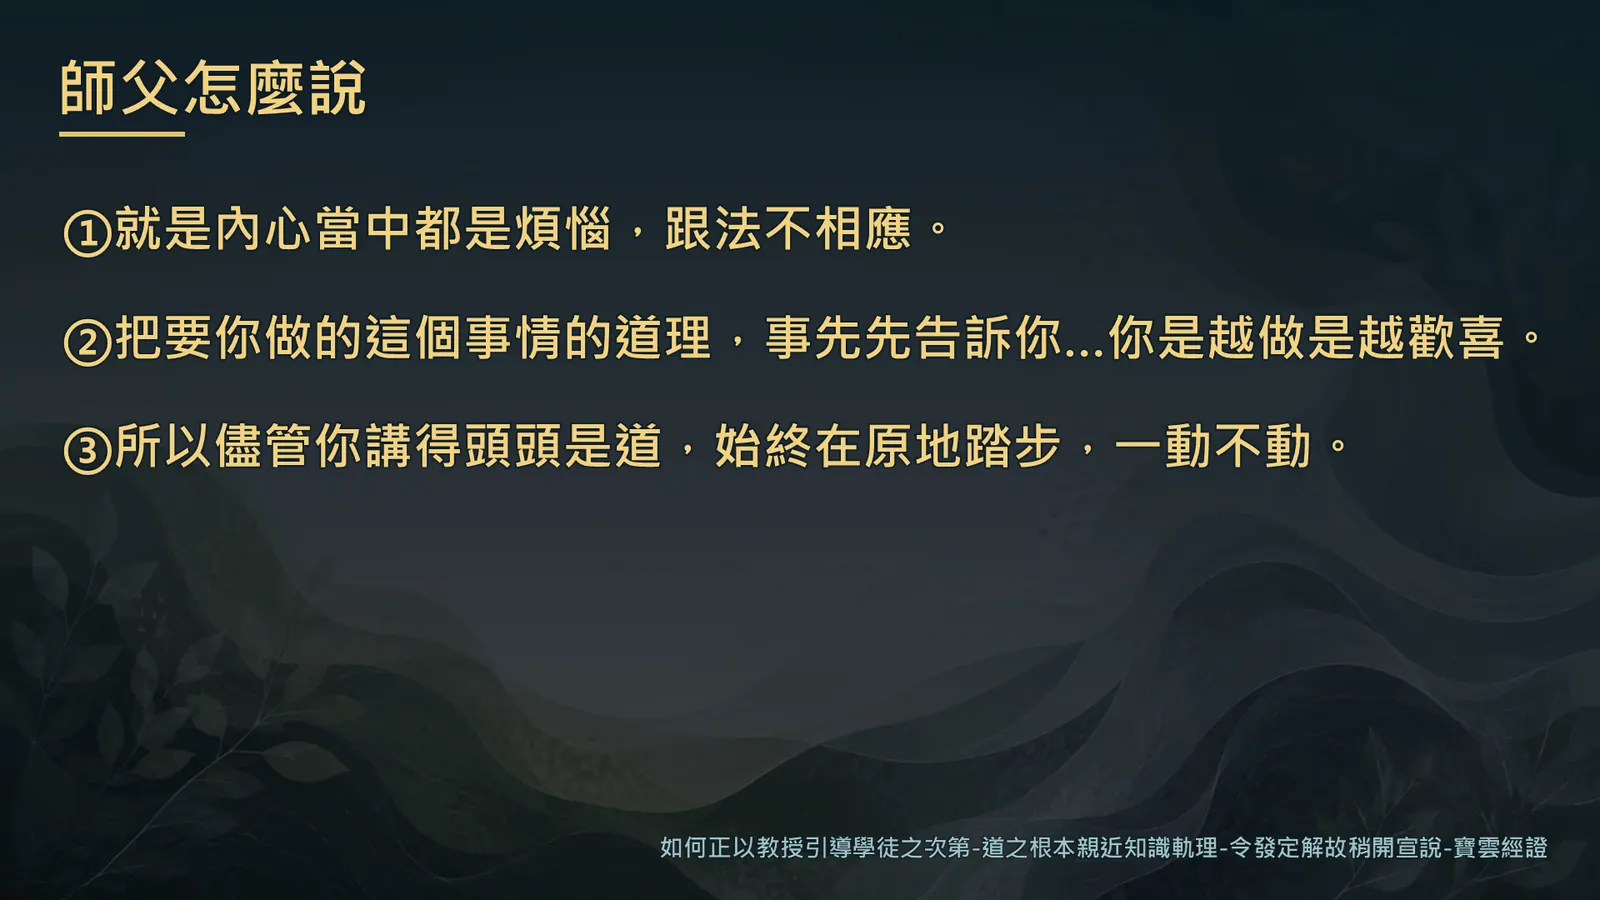 師父怎麼說
①就是內心當中都是煩惱，跟法不相應。
②把要你做的這個事情的道理，事先先告訴你...你是越做是越歡喜。
③所以儘管你講得頭頭是道，始終在原地踏步，一動不動。
如何正以教授引導學徒之次第-道之根本親近知識軌理-令發定解故稍開宣說-寶雲經證